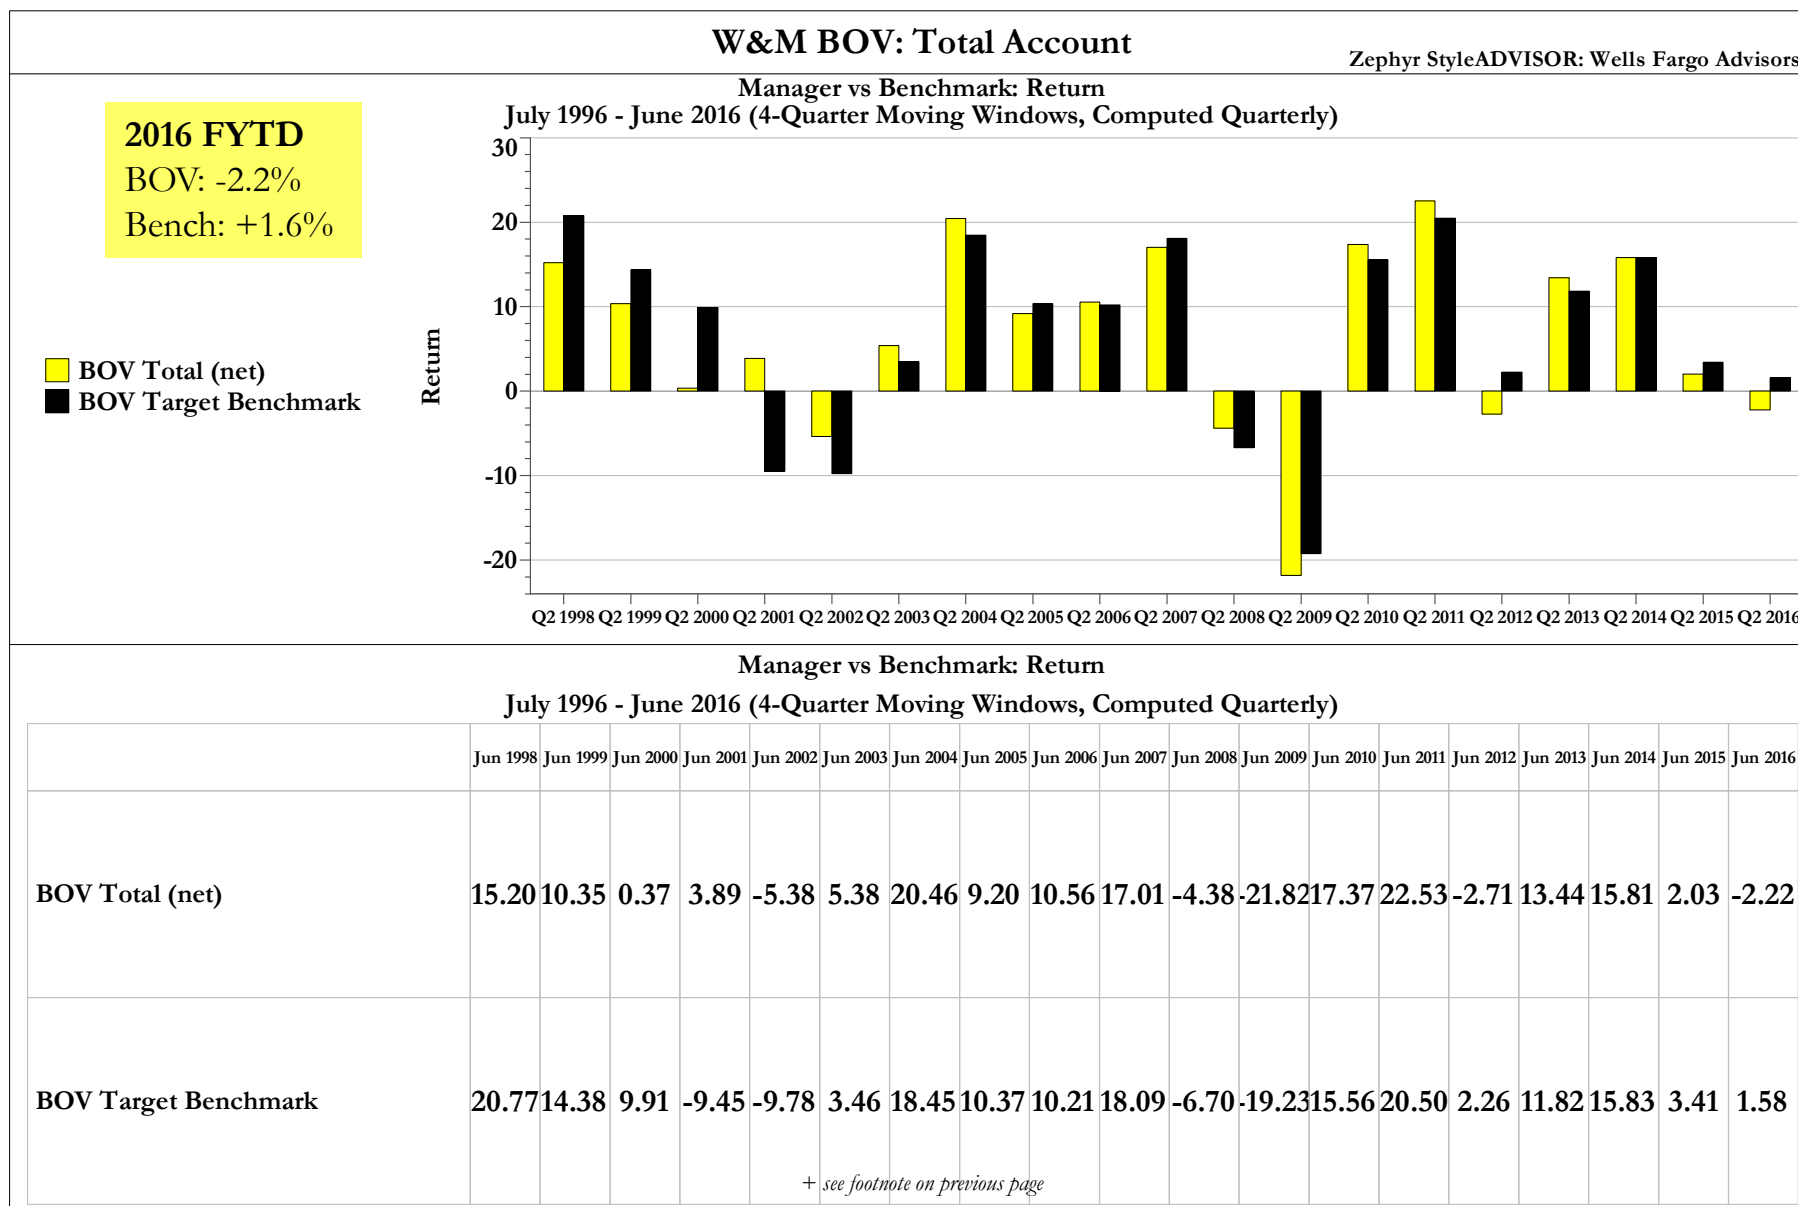 W&M BOV: Total Account
Zephyr StyleADVISOR: Wells Fargo Advisors
Manager vs Benchmark: Return
July 1996 - June 2016 (4-Quarter Moving Windows, Computed Quarterly)
2016 FYTD
BOV: -2.2%
Bench: +1.6%
BOV Total (net)
BOV Target Benchmark
Return
30
20
10
0
-10
-20
Q2 1998 Q2 1999 Q2 2000 Q2 2001 Q2 2002 Q2 2003 Q2 2004 Q2 2005 Q2 2006 Q2 2007 Q2 2008 Q2 2009 Q2 2010 Q2 2011 Q2 2012 Q2 2013 Q2 2014 Q2 2015 Q2 2016
Manager vs Benchmark: Return
July 1996 - June 2016 (4-Quarter Moving Windows, Computed Quarterly)
Jun 1998 Jun 1999 Jun 2000 Jun 2001 Jun 2002 Jun 2003 Jun 2004 Jun 2005 Jun 2006 Jun 2007 Jun 2008 Jun 2009 Jun 2010 Jun 2011 Jun 2012 Jun 2013 Jun 2014 Jun 2015 Jun 2016
BOV Total (net) 15.20 10.35 0.37 3.89 -5.38 5.38 20.46 9.20 10.56 17.01 -4.38 -21.82 17.37 22.53 -2.71 13.44 15.81 2.03 -2.22
BOV Target Benchmark 20.77 14.38 9.91 -9.45 -9.78 3.46 18.45 10.37 10.21 18.09 -6.70 -19.23 15.56 20.50 2.26 11.82 15.83 3.41 1.58
+ see footnote on previous page